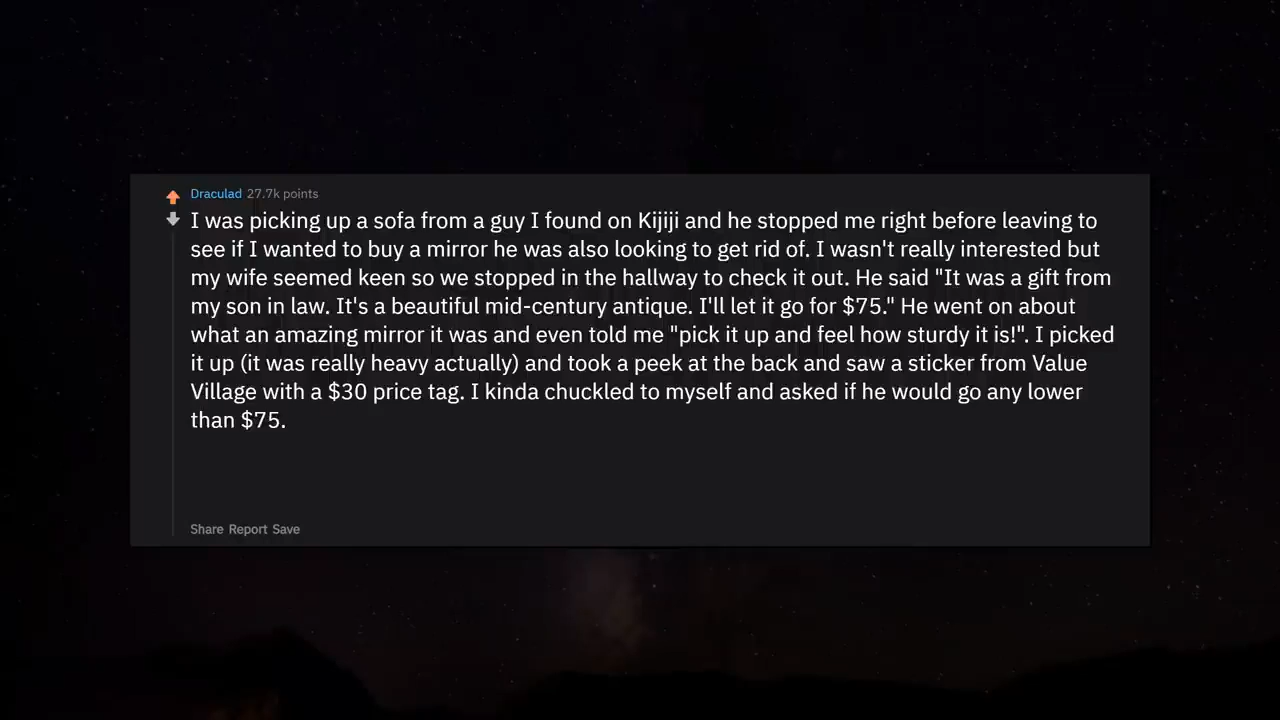 Draculad 27.7k points
I was picking up a sofa from a guy I found on Kijiji and he stopped me right before leaving to
see if I wanted to buy a mirror he was also looking to get rid of. I wasn't really interested but
my wife seemed keen so we stopped in the hallway to check it out. He said "It was a gift from
my son in law. It's a beautiful mid-century antique. I'll let it go for $75." He went on about
what an amazing mirror it was and even told me "pick it up and feel how sturdy it is!". I picked
it up (it was really heavy actually) and took a peek at the back and saw a sticker from Value
Village with a $30 price tag. I kinda chuckled to myself and asked if he would go any lower
than $75.
Share Report Save